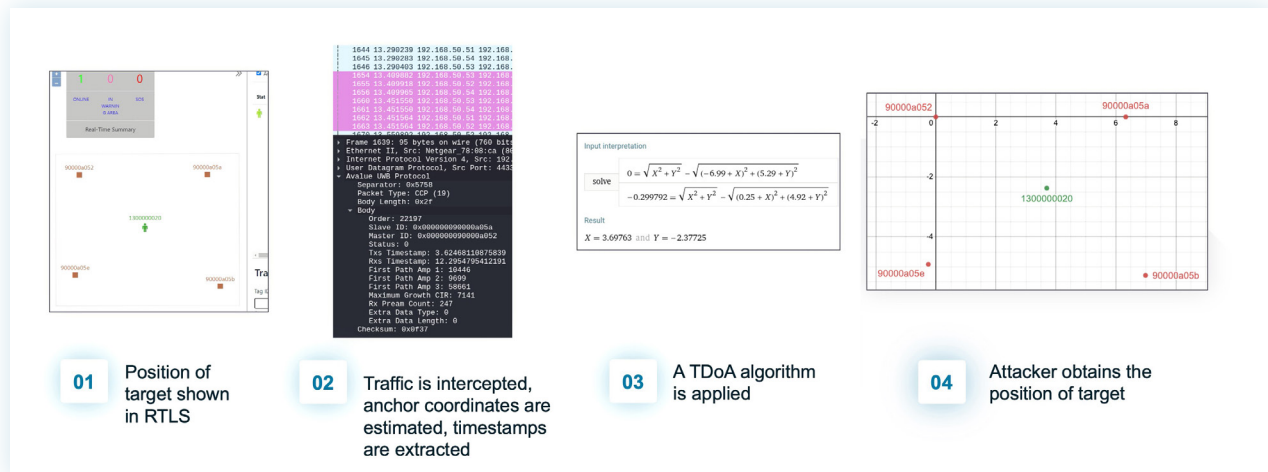 1
0
0
ONLINE
IN
WARNIN
G AREA
SOS
Real-Time Summary
Stat
90000a052
90000a05a
1300000020
90000a05e
90000a05b
Tra
1644 13.290239 192.168.50.51 192.168.
1645 13.290283 192.168.50.54 192.168.
1646 13.290403 192.168.50.53 192.168.
1654 13.409882 192.168.50.53 192.168.
1655 13.409918 192.168.50.52 192.168.
1656 13.409965 192.168.50.54 192.168.
1660 13.451550 192.168.50.53 192.168.
1661 13.451550 192.168.50.54 192.168.
1662 13.451564 192.168.50.51 192.168.
1663 13.451564 192.168.50.52 192.168.
Frame 1639: 95 bytes on wire (760 bits
Ethernet II, Src: Netgear_78:08:ca (80
Internet Protocol Version 4, Src: 192.
User Datagram Protocol, Src Port: 4433
Avalue UWB Protocol
Separator: 0x5758
Packet Type: CCP (19)
Body Length: 0x2f
Body
Order: 22197
Slave ID: 0x000000090000a05a
Master ID: 0x000000090000a052
Status: 0
Txs Timestamp: 3.62468110875839
Rxs Timestamp: 12.2954795412191
First Path Amp 1: 10446
First Path Amp 2: 9699
First Path Amp 3: 58661
Maximum Growth CIR: 7141
Rx Pream Count: 247
Extra Data Type: 0
Extra Data Length: 0
Checksum: 0x0f37
Input interpretation
solve
0 = √X² + Y² − √(−6.99 + X)² + (5.29 + Y)²
−0.299792 = √X² + Y² − √(0.25 + X)² + (4.92 + Y)²
Result
X = 3.69763 and Y = −2.37725
90000a052
90000a05a
-2 0 2 4 6 8
-2
1300000020
-4
90000a05e
90000a05b
01
Position of
target shown
in RTLS
02
Traffic is intercepted,
anchor coordinates are
estimated, timestamps
are extracted
03
A TDoA algorithm
is applied
04
Attacker obtains the
position of target